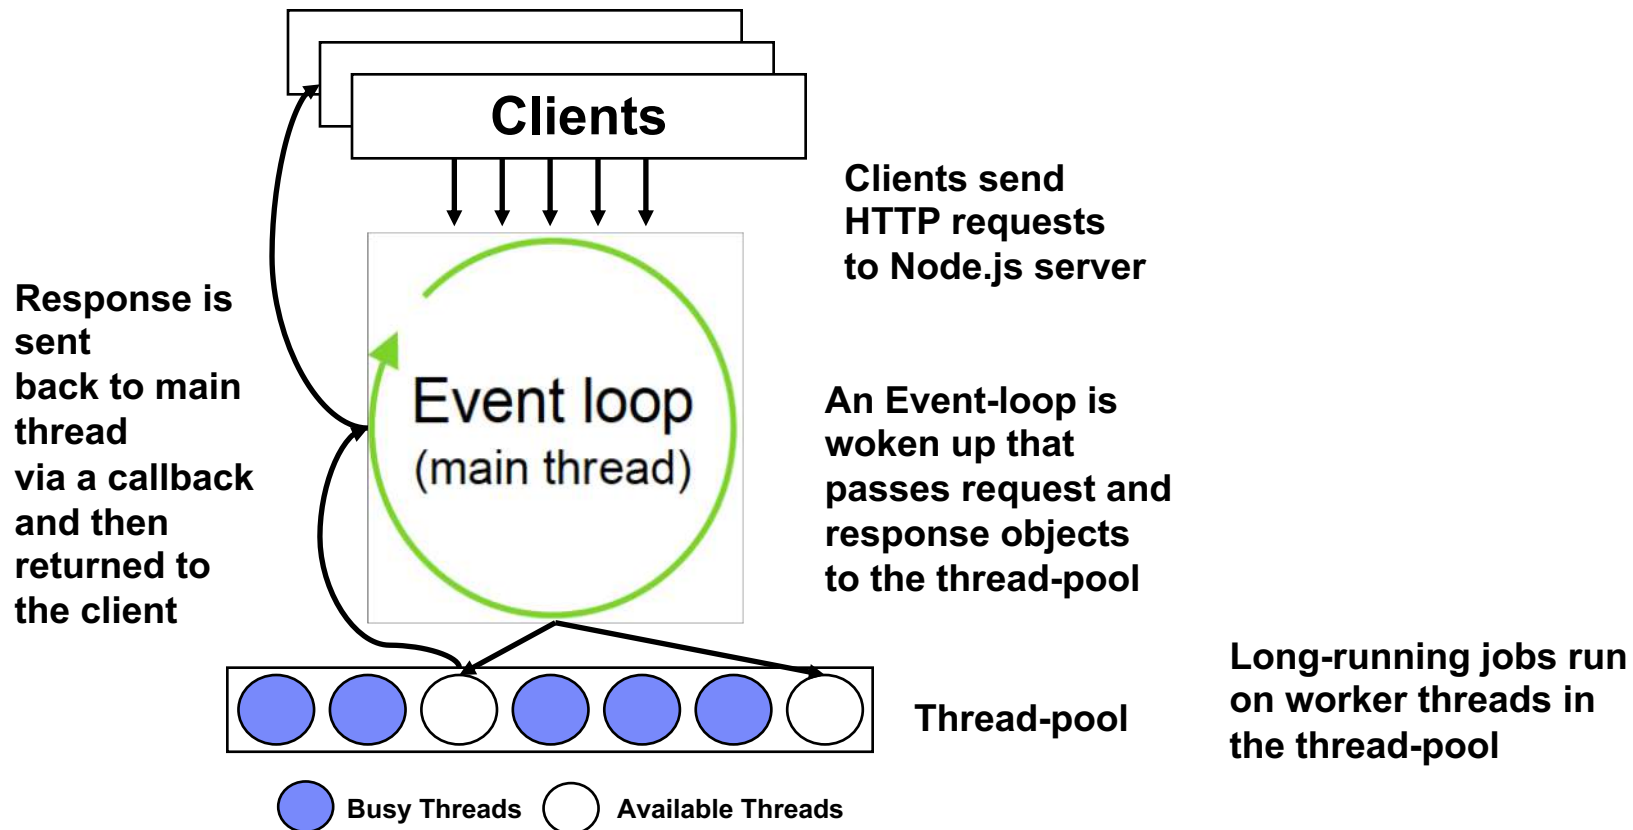 Clients
Clients send
HTTP requests
to Node.js server
Response is
sent
back to main
thread
via a callback
and then
returned to
the client
Event loop
(main thread)
An Event-loop is
woken up that
passes request and
response objects
to the thread-pool
Thread-pool
Long-running jobs run
on worker threads in
the thread-pool
Busy Threads
Available Threads